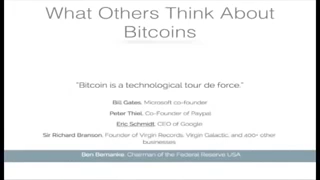 What Others Think About
Bitcoins
"Bitcoin is a technological tour de force."
Bill Gates, Microsoft co-founder
Peter Thiel, Co-Founder of Paypal
Eric Schmidt, CEO of Google
Sir Richard Branson, Founder of Virgin Records, Virgin Galactic, and 400+ other
businesses
Ben Bernanke, Chairman of the Federal Reserve USA